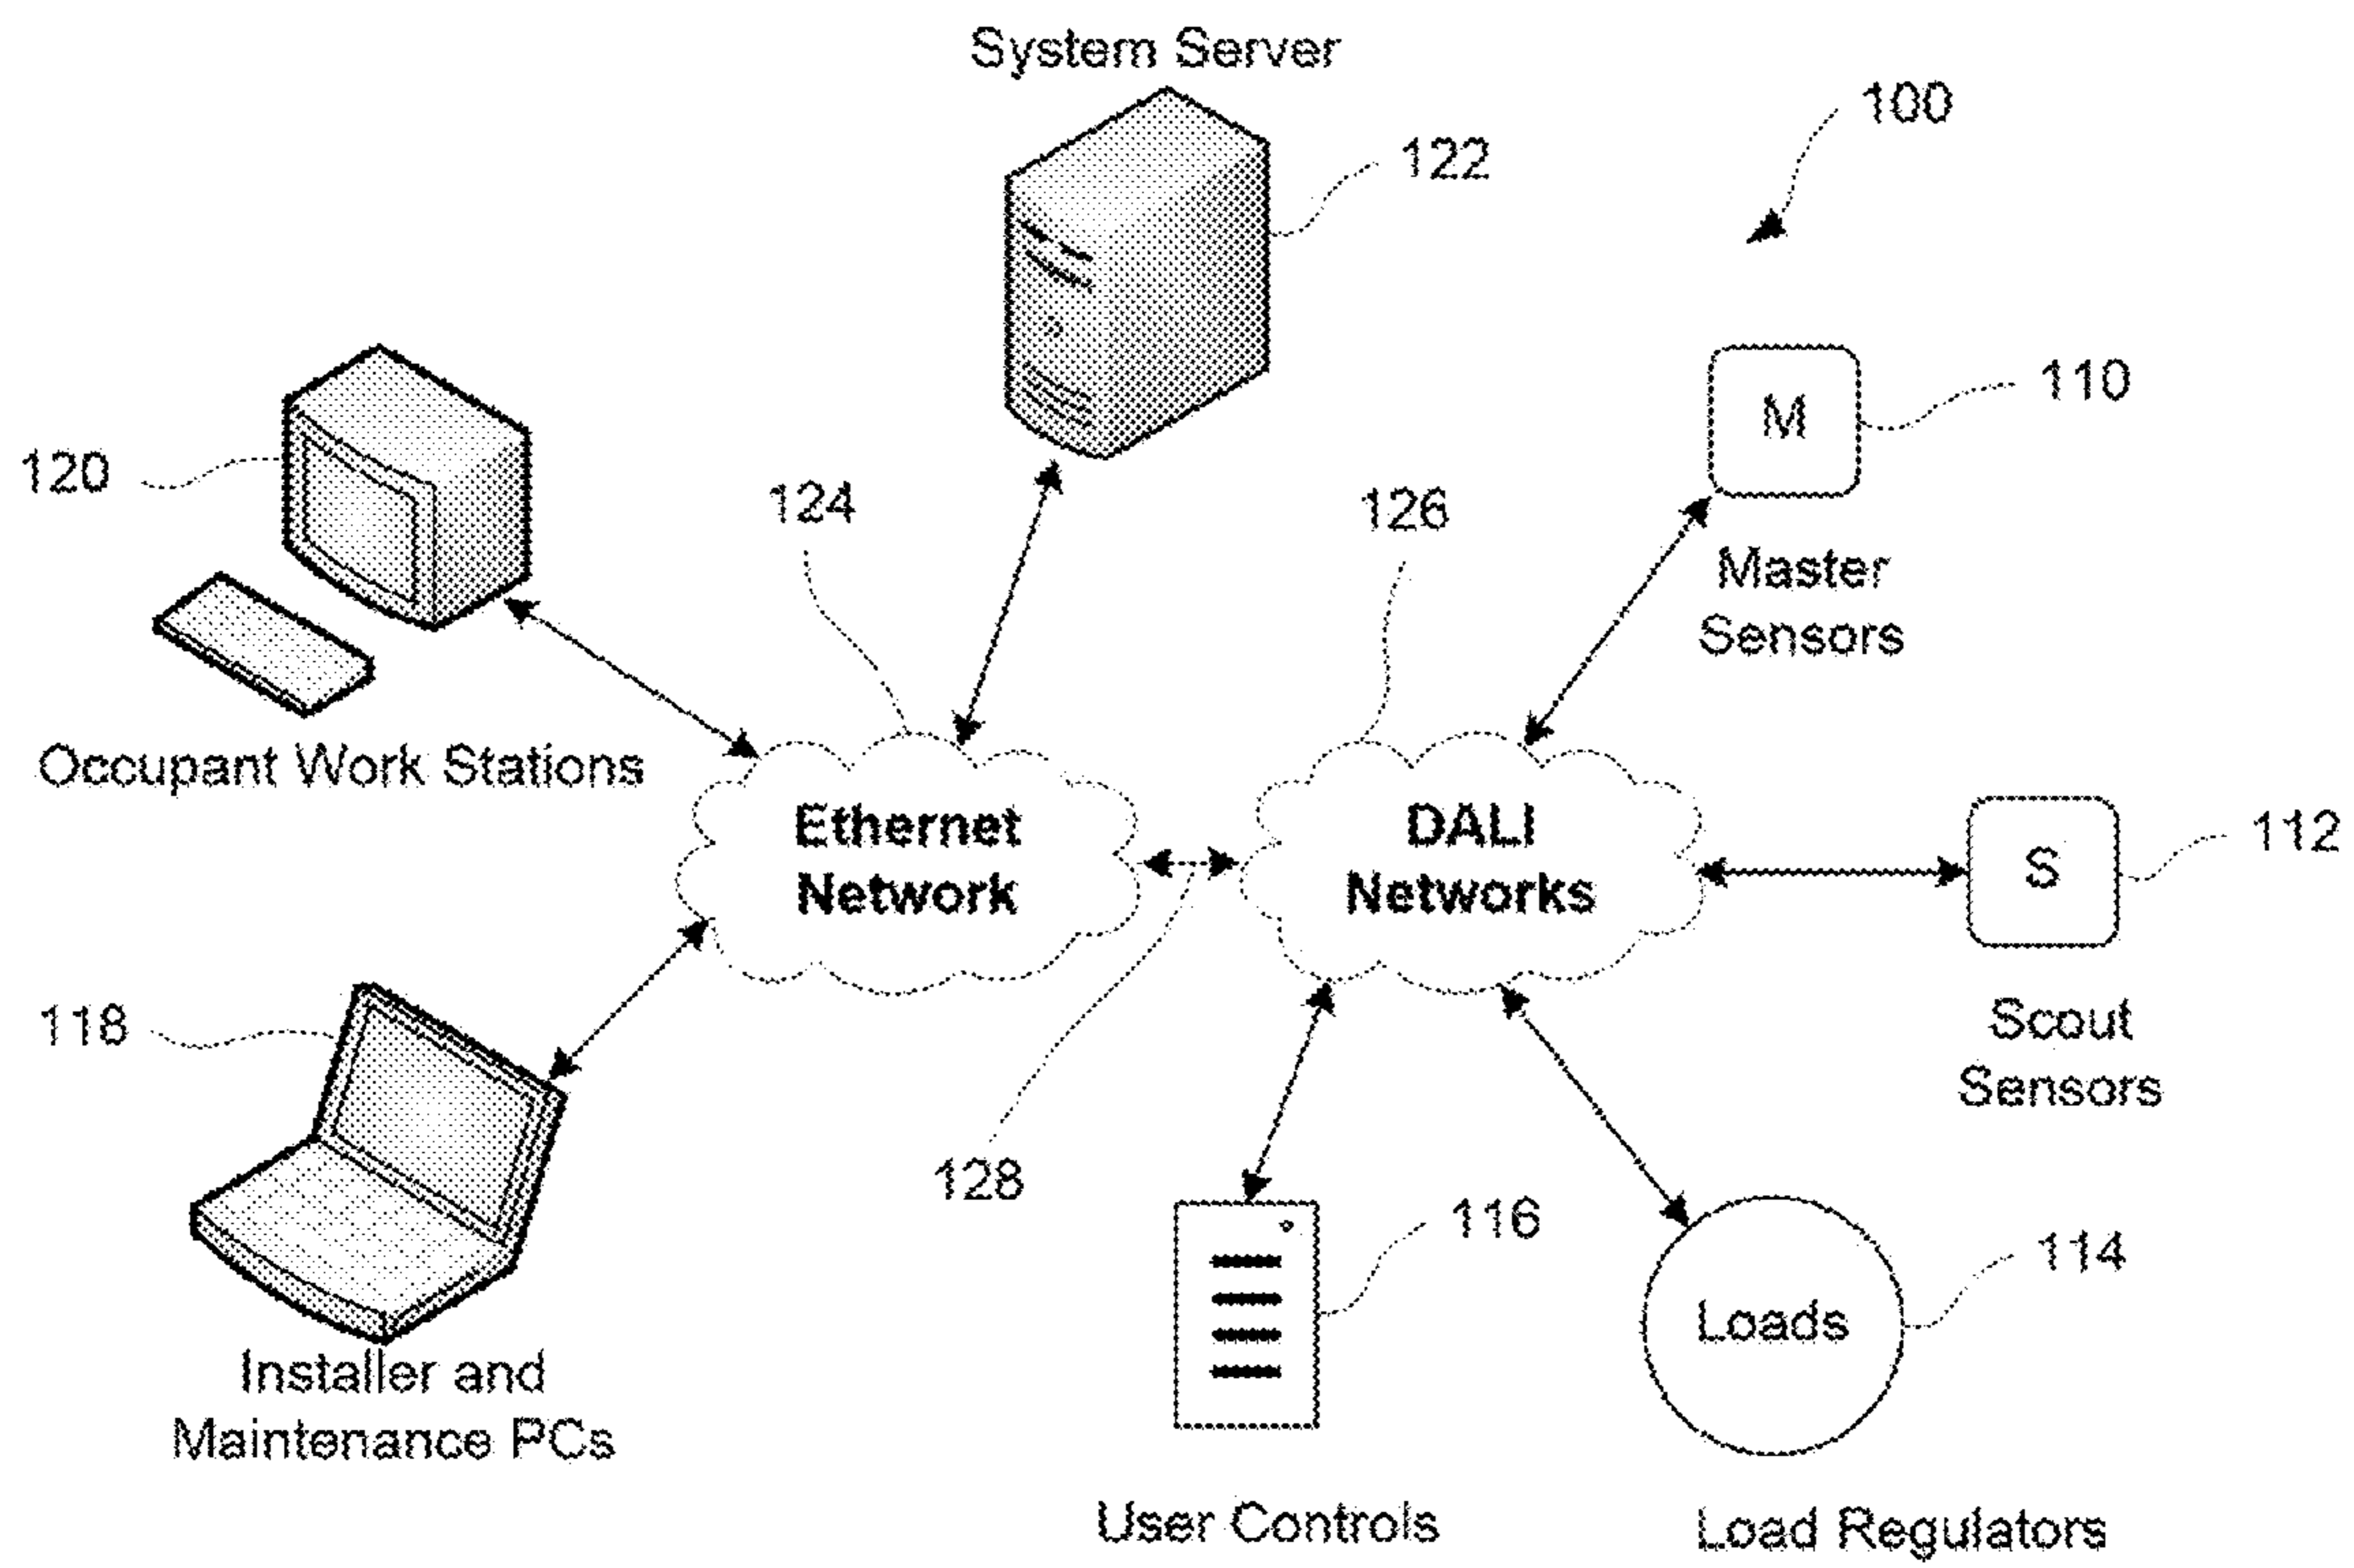 System Server
100
122
110
M
120
124
126
Master
Sensors
Occupant Work Stations
Ethernet
Network
DALI
Networks
S
112
118
Scout
Sensors
128
116
114
Loads
Installer and
Maintenance PCs
User Controls
Load Regulators